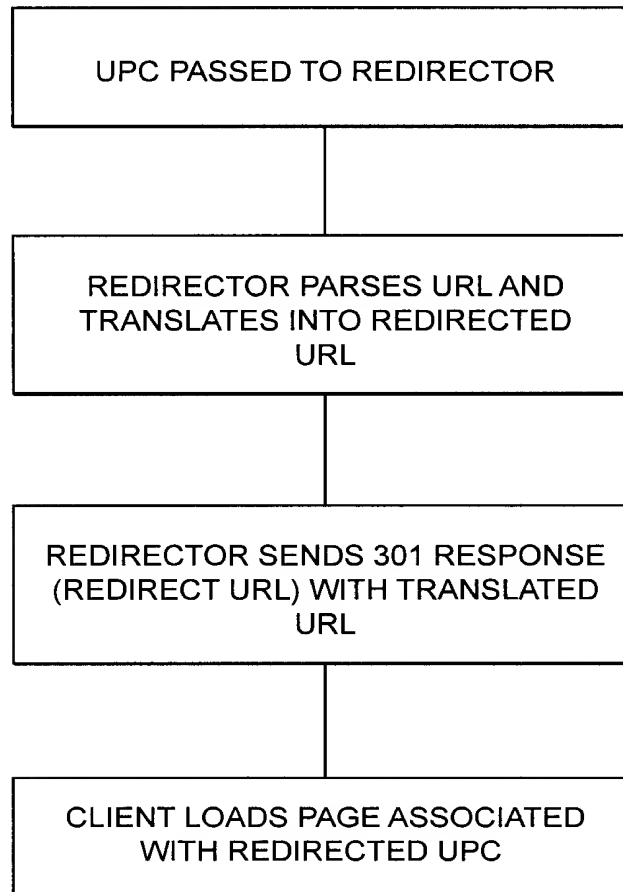 UPC PASSED TO REDIRECTOR
REDIRECTOR PARSES URL AND
TRANSLATES INTO REDIRECTED
URL
REDIRECTOR SENDS 301 RESPONSE
(REDIRECT URL) WITH TRANSLATED
URL
CLIENT LOADS PAGE ASSOCIATED
WITH REDIRECTED UPC